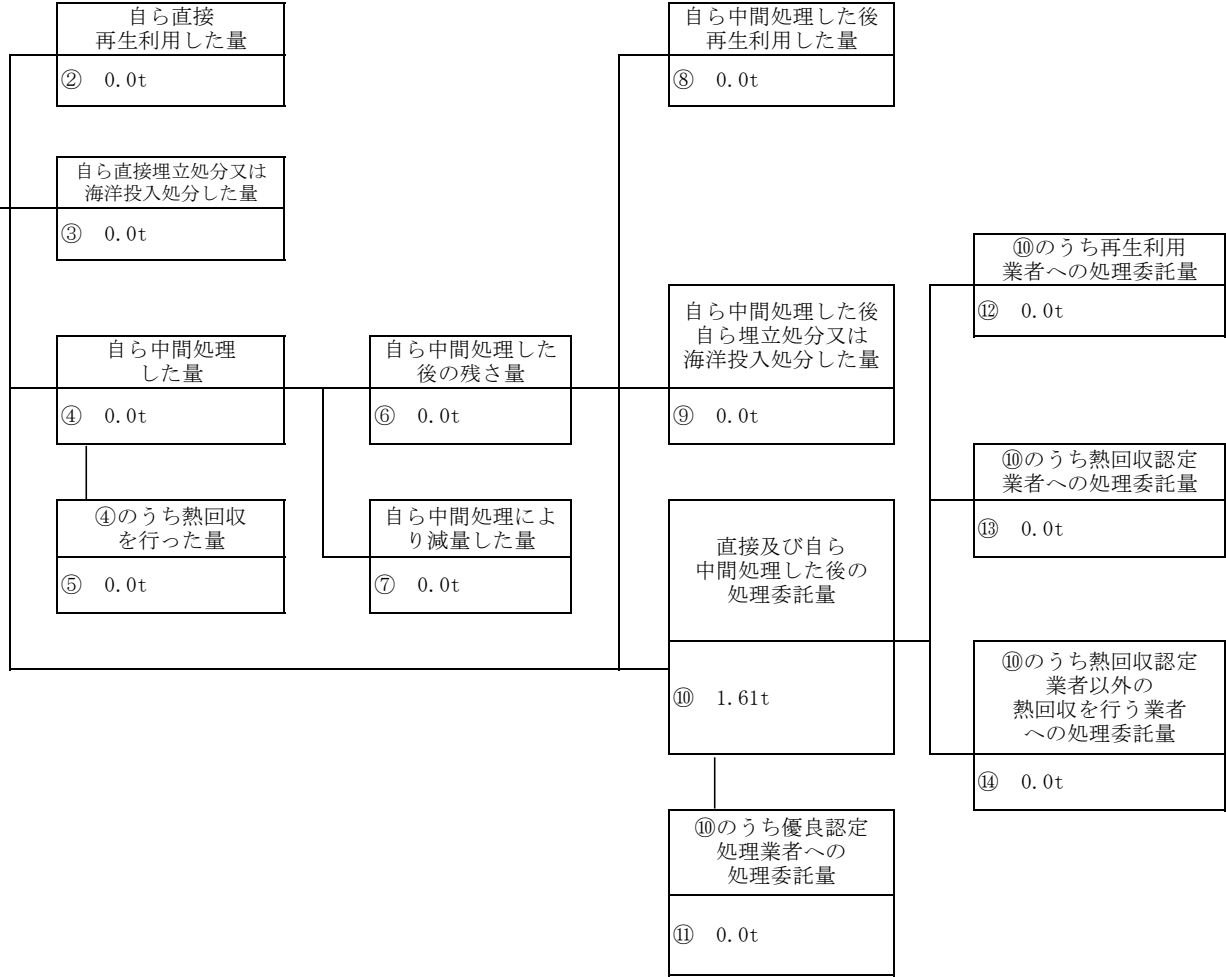 自ら直接
再生利用した量
② 0.0t
自ら直接埋立処分又は
海洋投入処分した量
③ 0.0t
自ら中間処理
した量
④ 0.0t
④のうち熱回収
を行った量
⑤ 0.0t
自ら中間処理した
後の残さ量
⑥ 0.0t
自ら中間処理によ
り減量した量
⑦ 0.0t
自ら中間処理した後
再生利用した量
⑧ 0.0t
自ら中間処理した後
自ら埋立処分又は
海洋投入処分した量
⑨ 0.0t
直接及び自ら
中間処理した後の
処理委託量
⑩ 1.61t
⑩のうち優良認定
処理業者への
処理委託量
⑪ 0.0t
⑩のうち再生利用
業者への処理委託量
⑫ 0.0t
⑩のうち熱回収認定
業者への処理委託量
⑬ 0.0t
⑩のうち熱回収認定
業者以外の
熱回収を行う業者
への処理委託量
⑭ 0.0t